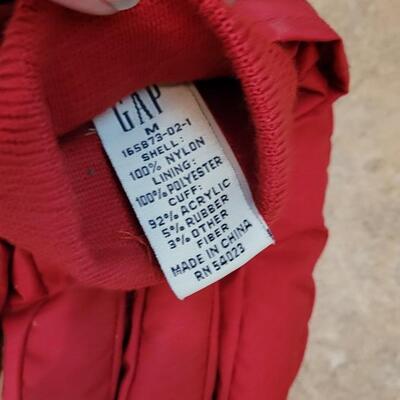 GAP
M
165873-02-1
SHELL:
100% NYLON
LINING:
100% POLYESTER
CUFF:
92% ACRYLIC
5% RUBBER
3% OTHER
FIBER
MADE IN CHINA
RN 54023